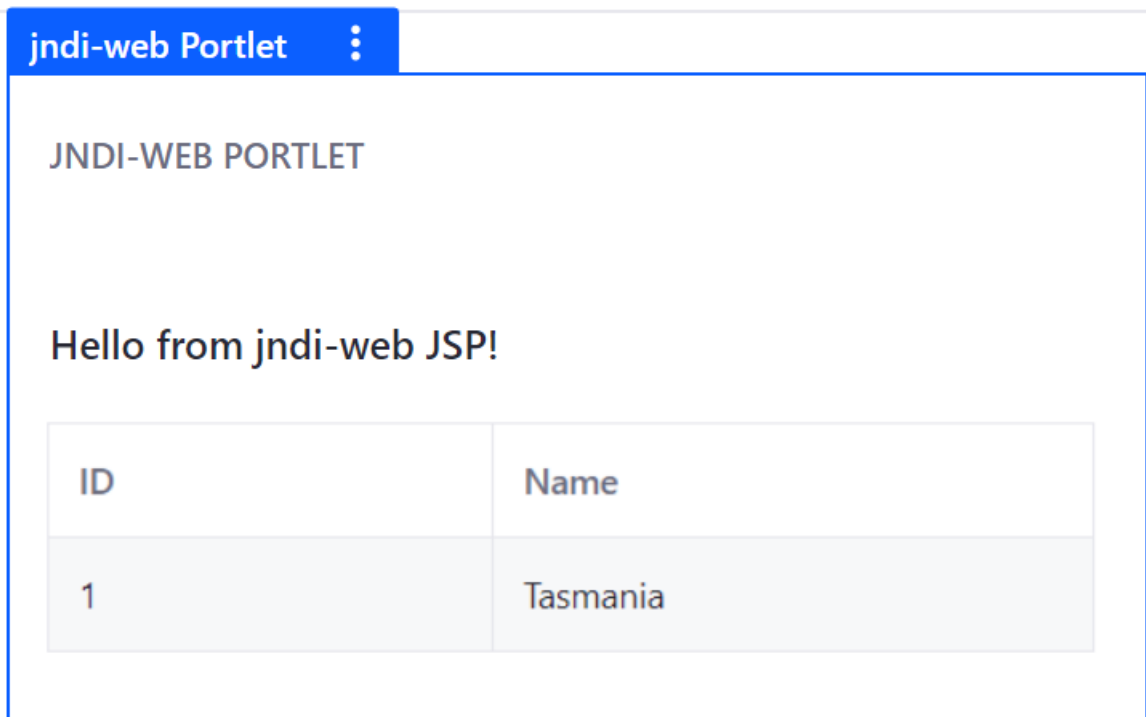 jndi-web Portlet
JNDI-WEB PORTLET
Hello from jndi-web JSP!
ID Name
1 Tasmania